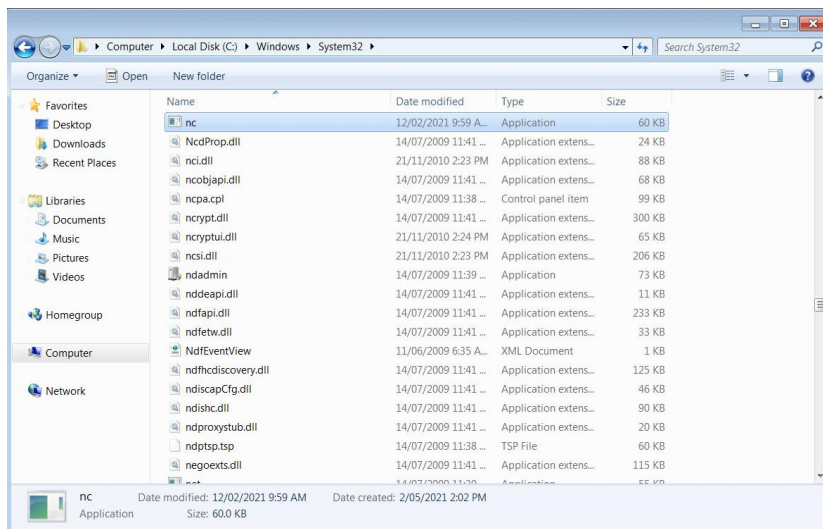 Computer Local Disk (C:) Windows System32 Search System32
Organize Open New folder
Favorites
Desktop
Downloads
Recent Places
Libraries
Documents
Music
Pictures
Videos
Homegroup
Computer
Network
Name Date modified Type Size
nc 12/02/2021 9:59 A... Application 60 KB
NcdProp.dll 14/07/2009 11:41 ... Application extens... 24 KB
nci.dll 21/11/2010 2:23 PM Application extens... 88 KB
ncobjapi.dll 14/07/2009 11:41 ... Application extens... 68 KB
ncpa.cpl 14/07/2009 11:38 ... Control panel item 99 KB
ncrypt.dll 14/07/2009 11:41 ... Application extens... 300 KB
ncryptui.dll 21/11/2010 2:24 PM Application extens... 65 KB
ncsi.dll 21/11/2010 2:23 PM Application extens... 206 KB
ndadmin 14/07/2009 11:39 ... Application 73 KB
nddeapi.dll 14/07/2009 11:41 ... Application extens... 11 KB
ndfapi.dll 14/07/2009 11:41 ... Application extens... 233 KB
ndfetw.dll 14/07/2009 11:41 ... Application extens... 33 KB
NdfEventView 11/06/2009 6:35 A... XML Document 1 KB
ndfhcdiscovery.dll 14/07/2009 11:41 ... Application extens... 125 KB
ndiscapCfg.dll 14/07/2009 11:41 ... Application extens... 46 KB
ndishc.dll 14/07/2009 11:41 ... Application extens... 90 KB
ndproxystub.dll 14/07/2009 11:41 ... Application extens... 20 KB
ndptsp.tsp 14/07/2009 11:38 ... TSP File 60 KB
negoexts.dll 14/07/2009 11:41 ... Application extens... 115 KB
nc Date modified: 12/02/2021 9:59 AM Date created: 2/05/2021 2:02 PM
Application Size: 60.0 KB